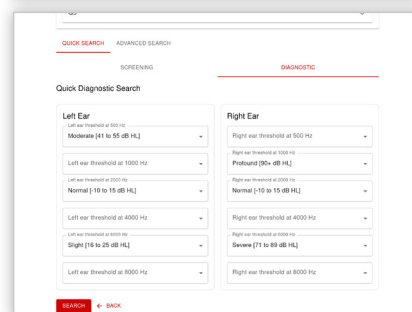 QUICK SEARCH ADVANCED SEARCH
SCREENING DIAGNOSTIC
Quick Diagnostic Search
Left Ear
Left ear threshold at 500 Hz
Moderate [41 to 55 dB HL]
Left ear threshold at 1000 Hz
Left ear threshold at 2000 Hz
Normal [-10 to 15 dB HL]
Left ear threshold at 4000 Hz
Left ear threshold at 6000 Hz
Slight [16 to 25 dB HL]
Left ear threshold at 8000 Hz
Right Ear
Right ear threshold at 500 Hz
Right ear threshold at 1000 Hz
Profound [90+ dB HL]
Right ear threshold at 2000 Hz
Normal [-10 to 15 dB HL]
Right ear threshold at 4000 Hz
Right ear threshold at 6000 Hz
Severe [71 to 89 dB HL]
Right ear threshold at 8000 Hz
SEARCH ← BACK